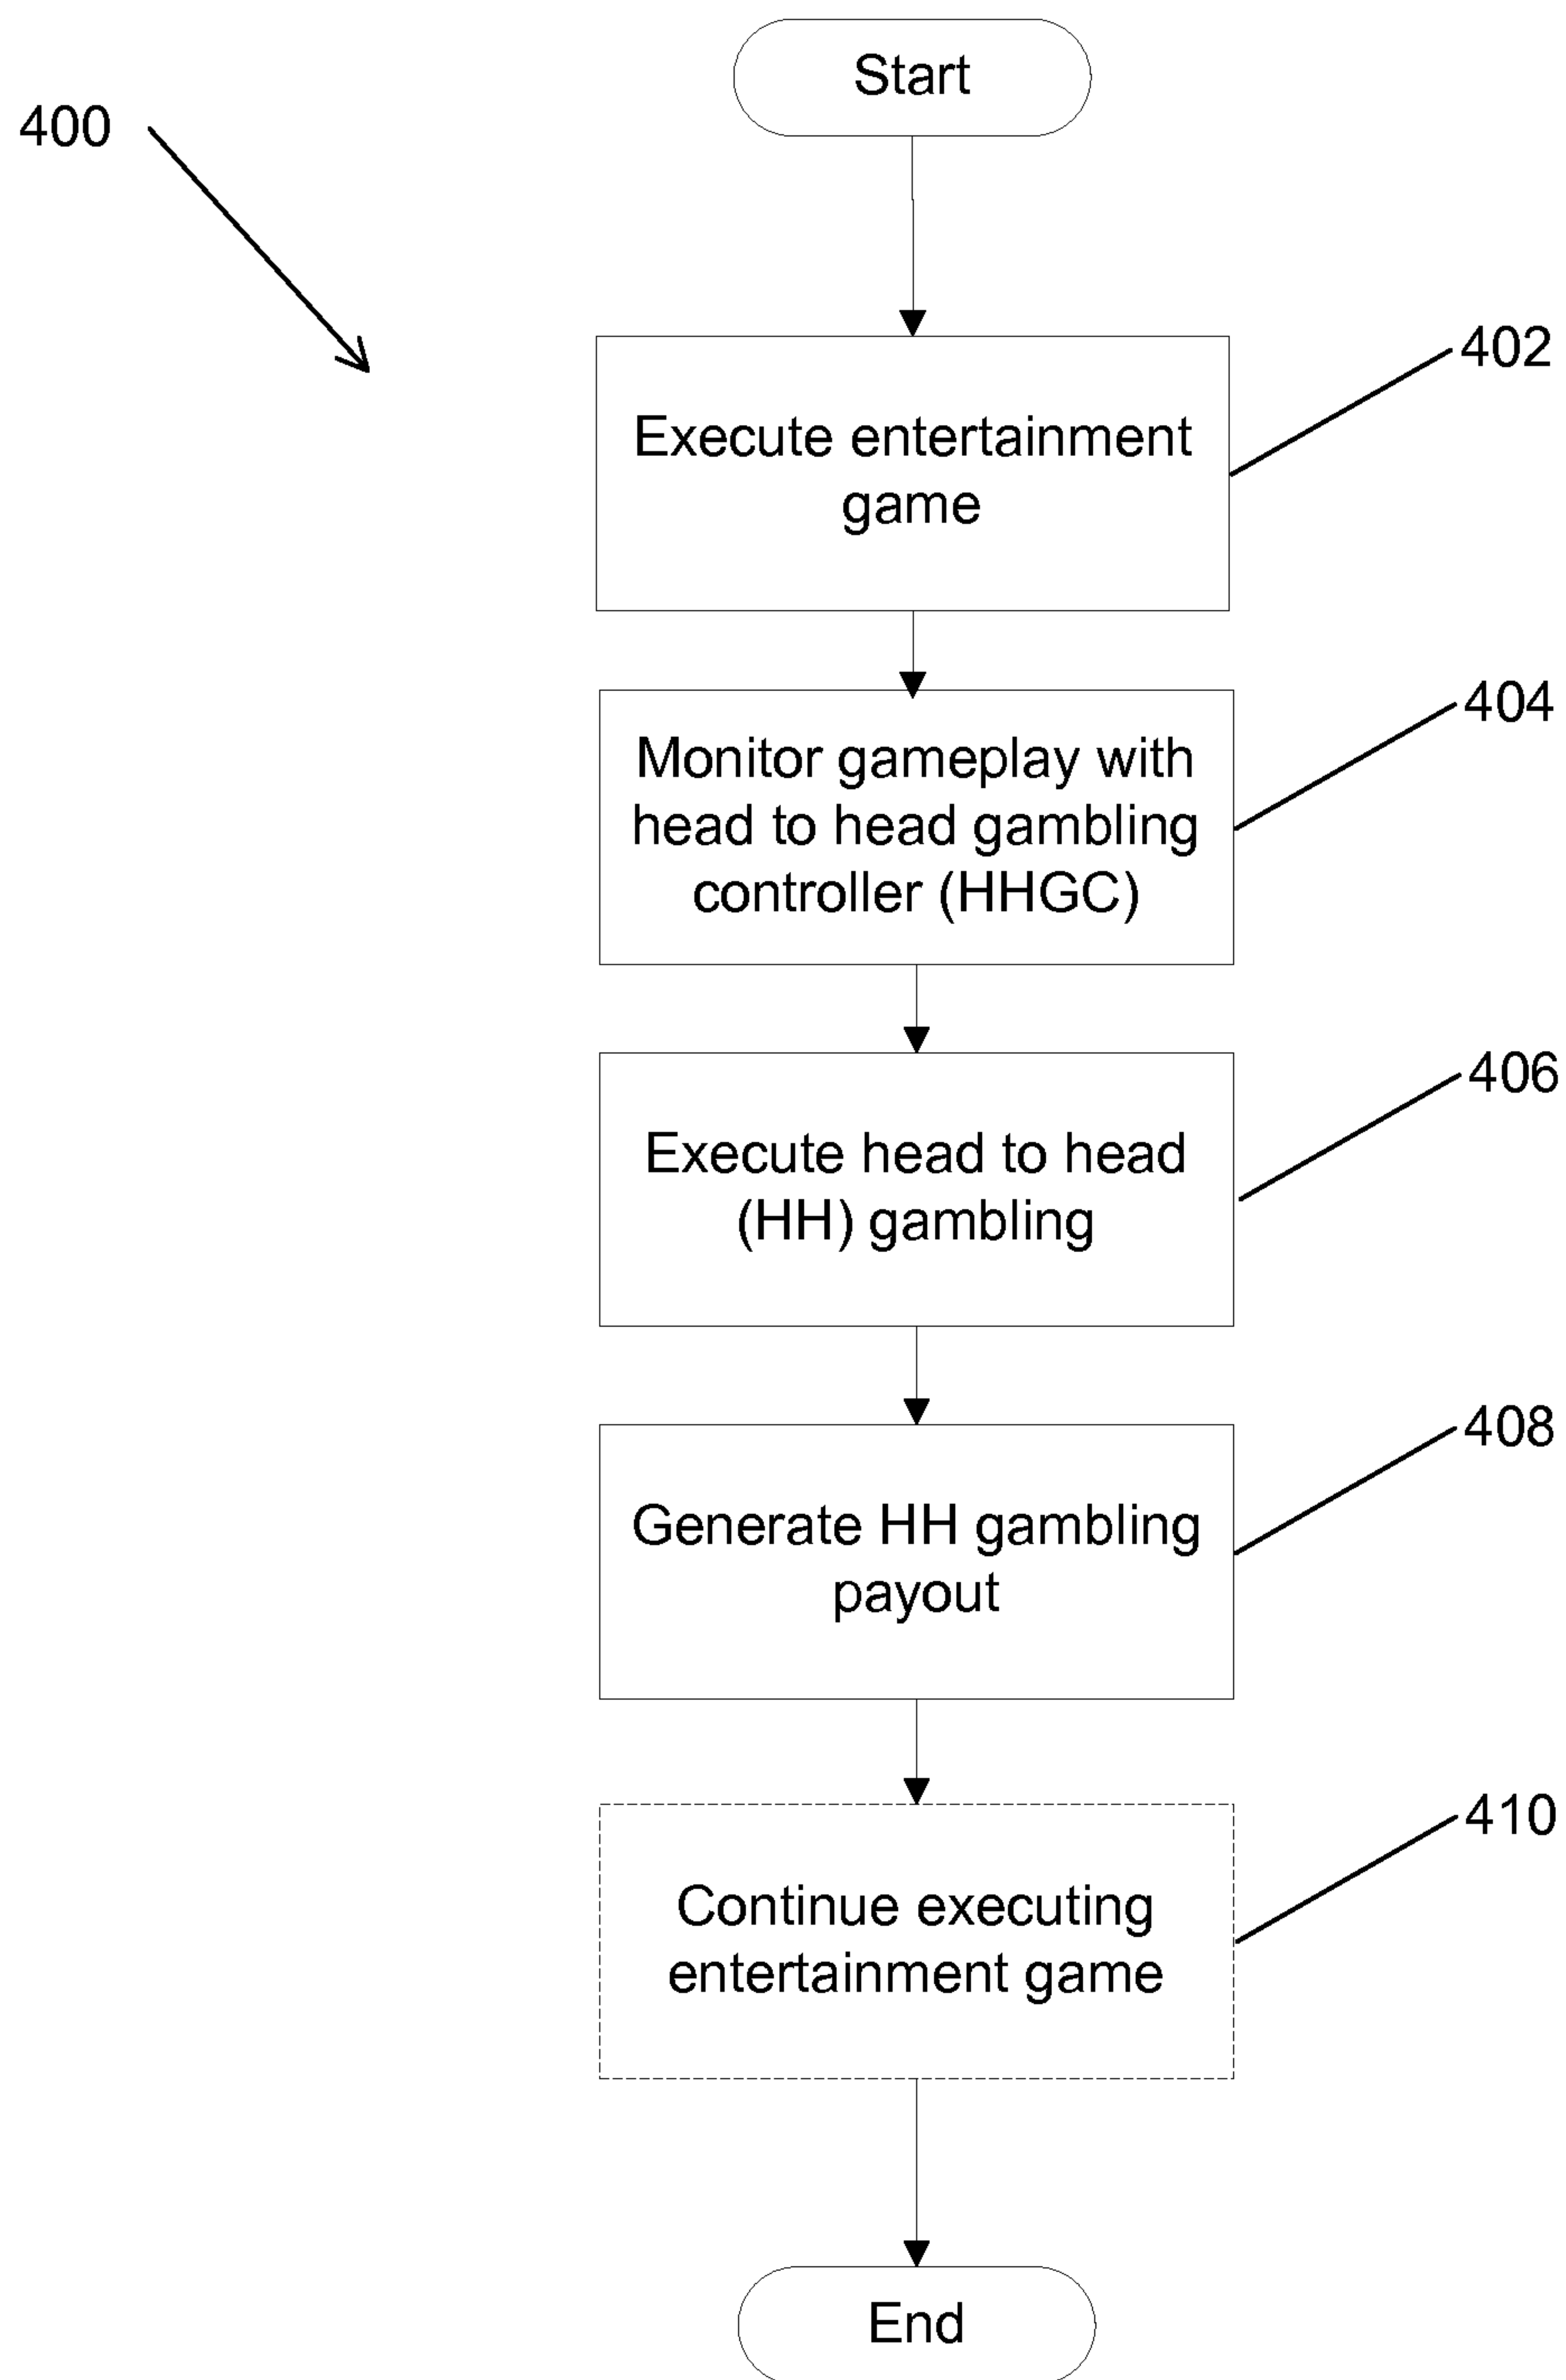 Start
400
402
Execute entertainment
game
404
Monitor gameplay with
head to head gambling
controller (HHGC)
406
Execute head to head
(HH) gambling
408
Generate HH gambling
payout
410
Continue executing
entertainment game
End